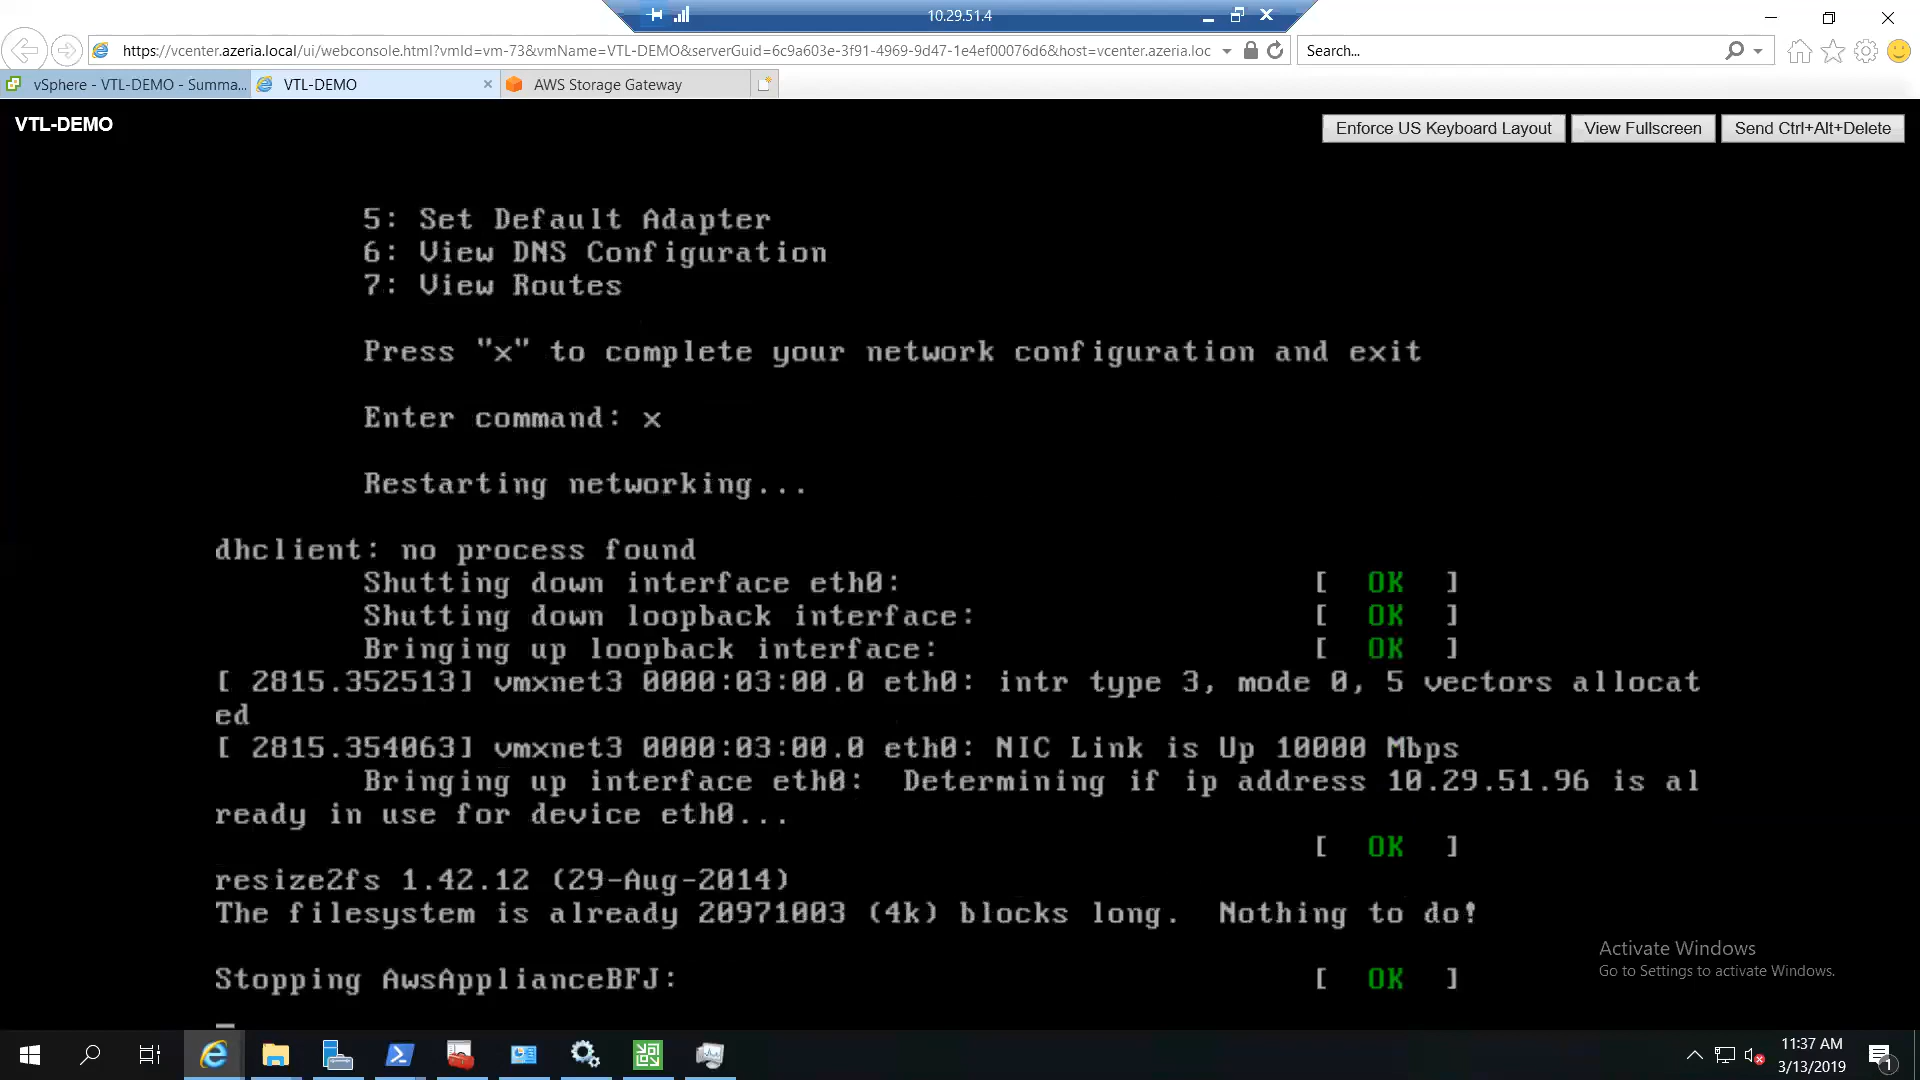 10.29.51.4
https://vcenter.azeria.local/ui/webconsole.html?vmId=vm-73&vmName=VTL-DEMO&serverGuid=6c9a603e-3f91-4969-9d47-1e4ef00076d6&host=vcenter.azeria.loc
Search...
vSphere - VTL-DEMO - Summa...
VTL-DEMO
AWS Storage Gateway
VTL-DEMO
Enforce US Keyboard Layout
View Fullscreen
Send Ctrl+Alt+Delete
5: Set Default Adapter
6: View DNS Configuration
7: View Routes
Press "x" to complete your network configuration and exit
Enter command: x
Restarting networking...
dhclient: no process found
Shutting down interface eth0: [ OK ]
Shutting down loopback interface: [ OK ]
Bringing up loopback interface: [ OK ]
[ 2815.352513] vmxnet3 0000:03:00.0 eth0: intr type 3, mode 0, 5 vectors allocat
ed
[ 2815.354063] vmxnet3 0000:03:00.0 eth0: NIC Link is Up 10000 Mbps
Bringing up interface eth0: Determining if ip address 10.29.51.96 is al
ready in use for device eth0...
[ OK ]
resize2fs 1.42.12 (29-Aug-2014)
The filesystem is already 20971003 (4k) blocks long. Nothing to do!
Stopping AwsApplianceBFJ: [ OK ]
Activate Windows
Go to Settings to activate Windows.
11:37 AM
3/13/2019
1